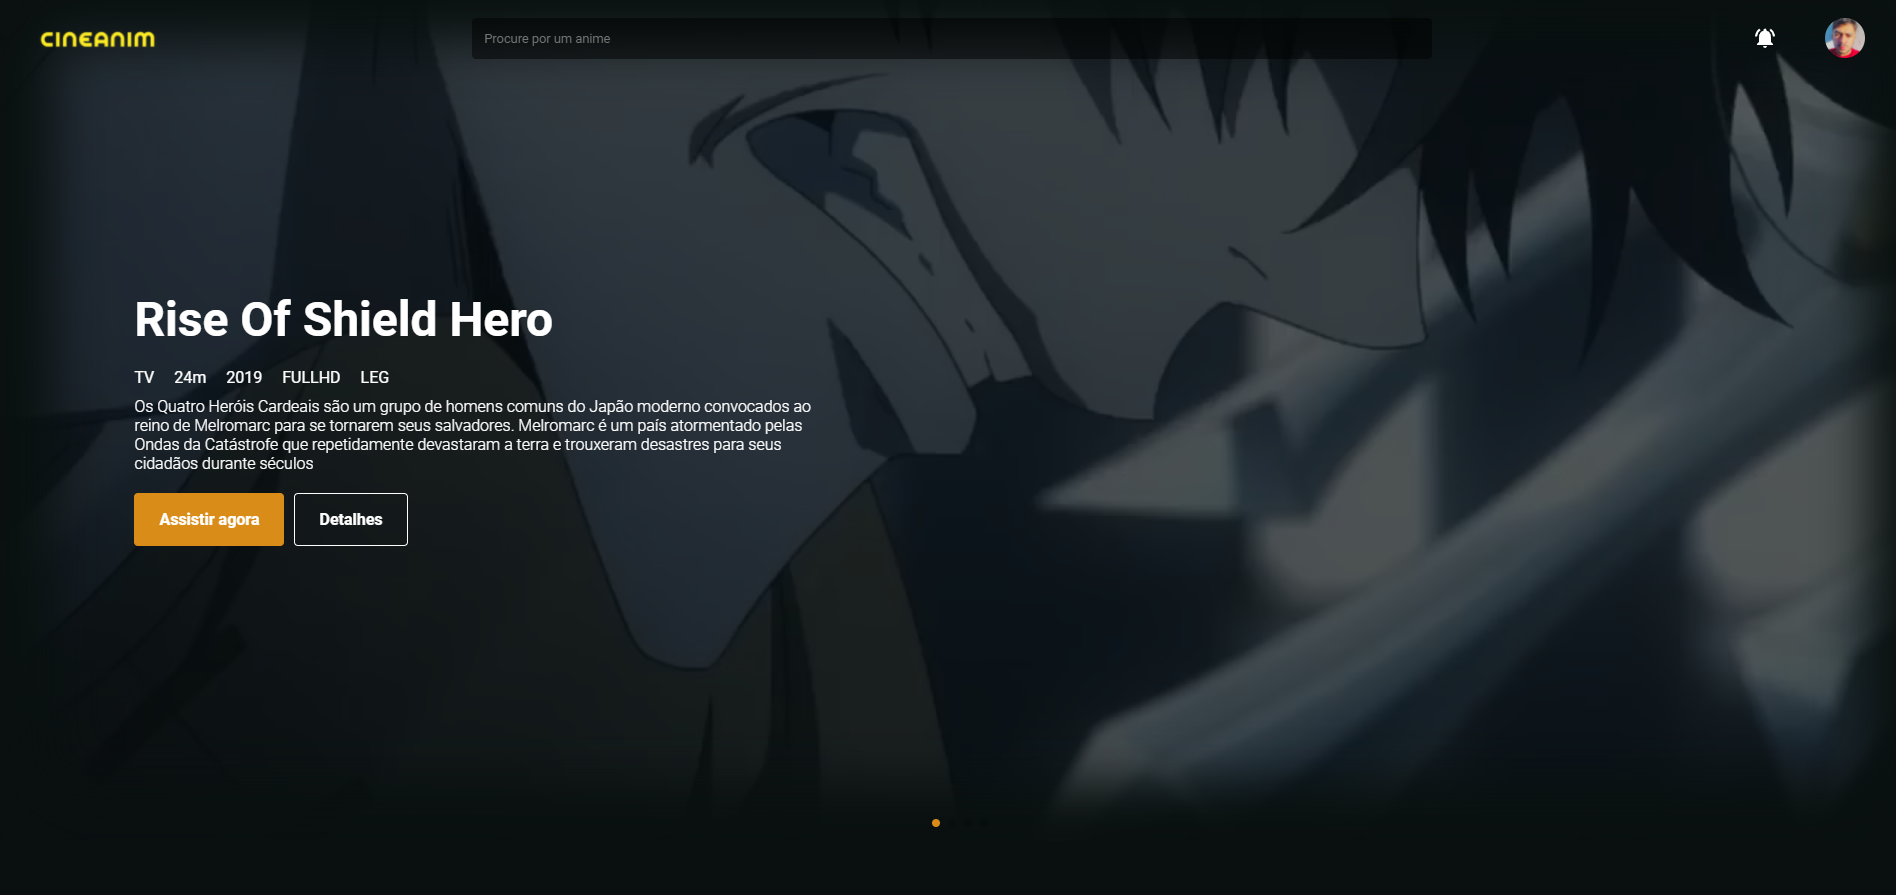 CINEANIM
Procure por um anime
Rise Of Shield Hero
TV 24m 2019 FULLHD LEG
Os Quatro Heróis Cardeais são um grupo de homens comuns do Japão moderno convocados ao
reino de Melromarc para se tornarem seus salvadores. Melromarc é um país atormentado pelas
Ondas da Catástrofe que repetidamente devastaram a terra e trouxeram desastres para seus
cidadãos durante séculos
Assistir agora Detalhes